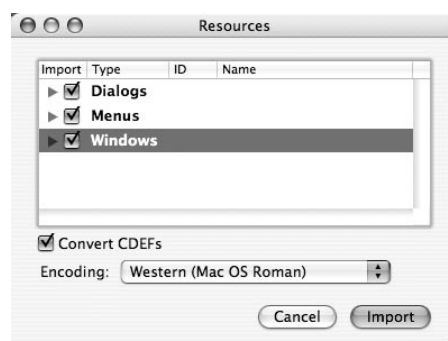 Resources
Import Type ID Name
Dialogs
Menus
Windows
Convert CDEFs
Encoding: Western (Mac OS Roman)
Cancel Import